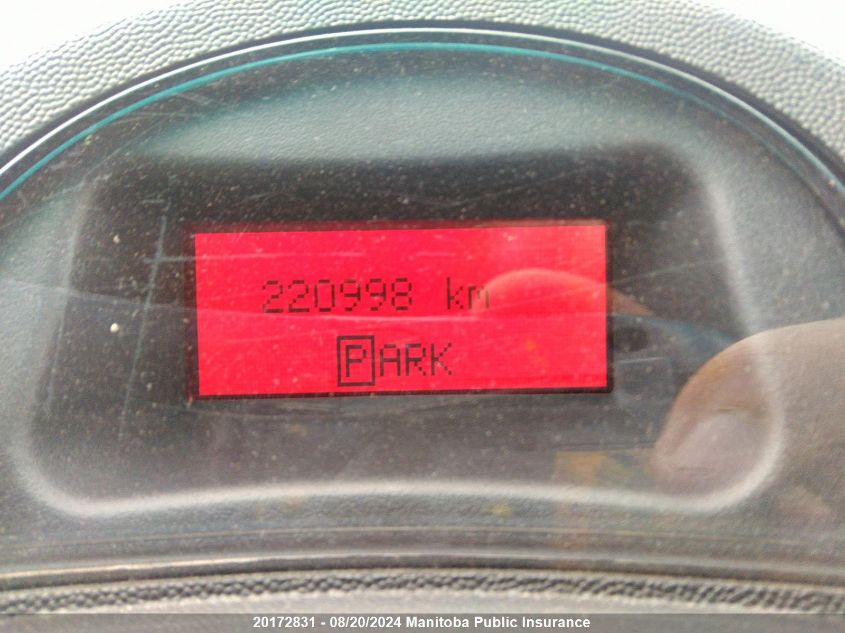 220998 km
PARK
20172831 - 08/20/2024 Manitoba Public Insurance